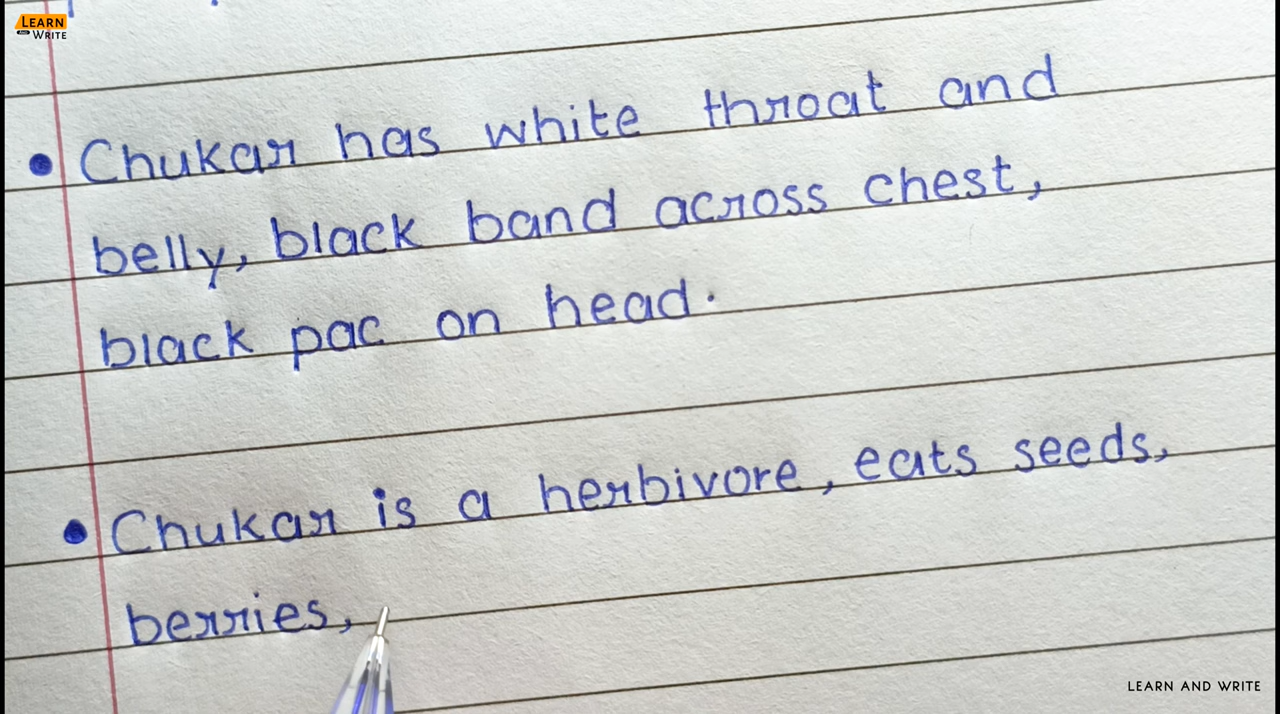 LEARN
AND WRITE
• Chukar has white throat and
belly, black band across chest,
black pac on head.
• Chukar is a herbivore, eats seeds,
berries,
LEARN AND WRITE